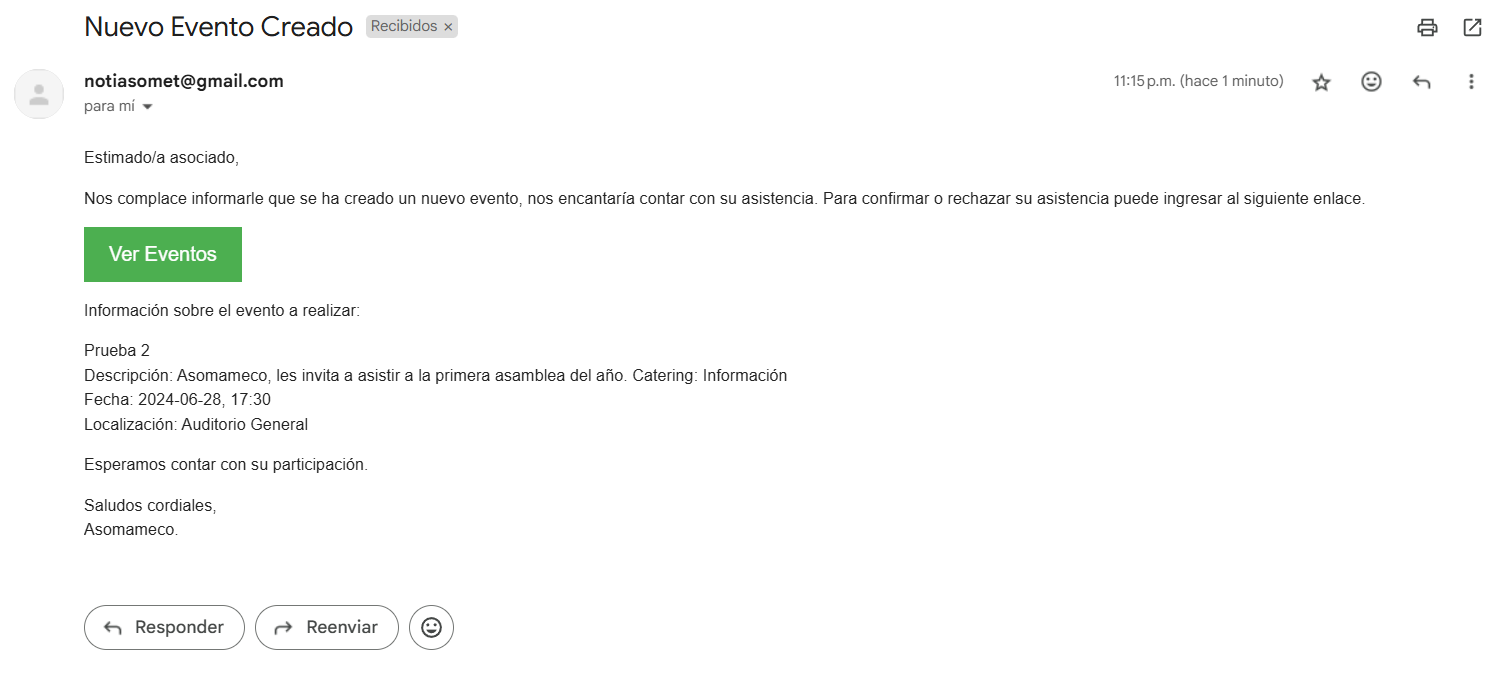 Nuevo Evento Creado Recibidos ×
notiasomet@gmail.com 11:15 p.m. (hace 1 minuto)
para mí
Estimado/a asociado,
Nos complace informarle que se ha creado un nuevo evento, nos encantaría contar con su asistencia. Para confirmar o rechazar su asistencia puede ingresar al siguiente enlace.
Ver Eventos
Información sobre el evento a realizar:
Prueba 2
Descripción: Asomameco, les invita a asistir a la primera asamblea del año. Catering: Información
Fecha: 2024-06-28, 17:30
Localización: Auditorio General
Esperamos contar con su participación.
Saludos cordiales,
Asomameco.
Responder Reenviar